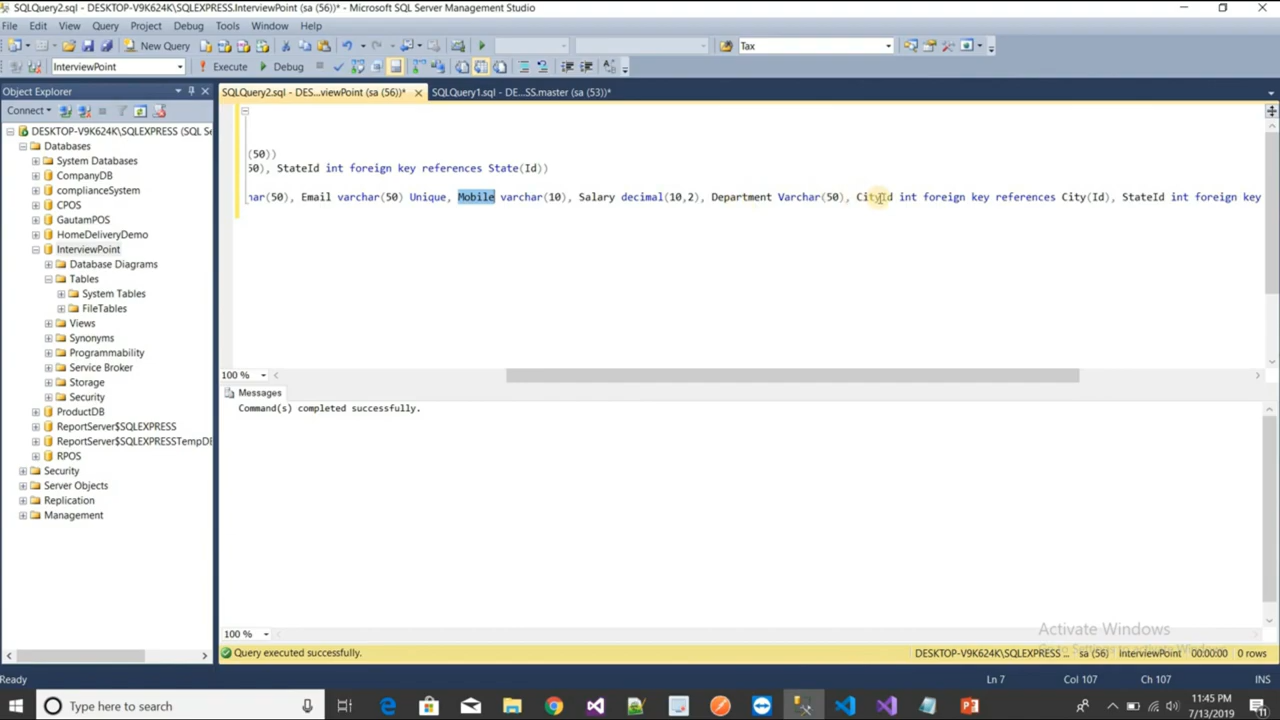 SQLQuery2.sql - DESKTOP-V9K624K\SQLEXPRESS.InterviewPoint (sa (56))* - Microsoft SQL Server Management Studio
File Edit View Query Project Debug Tools Window Help
New Query Tax
InterviewPoint Execute Debug
Object Explorer
SQLQuery2.sql - DES...viewPoint (sa (56))* SQLQuery1.sql - DE...SS.master (sa (53))*
Connect
DESKTOP-V9K624K\SQLEXPRESS (SQL Se
Databases
System Databases
CompanyDB
complianceSystem
CPOS
GautamPOS
HomeDeliveryDemo
InterviewPoint
Database Diagrams
Tables
System Tables
FileTables
Views
Synonyms
Programmability
Service Broker
Storage
Security
ProductDB
ReportServer$SQLEXPRESS
ReportServer$SQLEXPRESSTempDB
RPOS
Security
Server Objects
Replication
Management
(50))
50), StateId int foreign key references State(Id))
har(50), Email varchar(50) Unique, Mobile varchar(10), Salary decimal(10,2), Department Varchar(50), CityId int foreign key references City(Id), StateId int foreign key
100 %
Messages
Command(s) completed successfully.
Activate Windows
100 %
Query executed successfully. DESKTOP-V9K624K\SQLEXPRESS ... sa (56) InterviewPoint 00:00:00 0 rows
Ready Ln 7 Col 107 Ch 107 INS
Type here to search
11:45 PM
7/13/2019
11